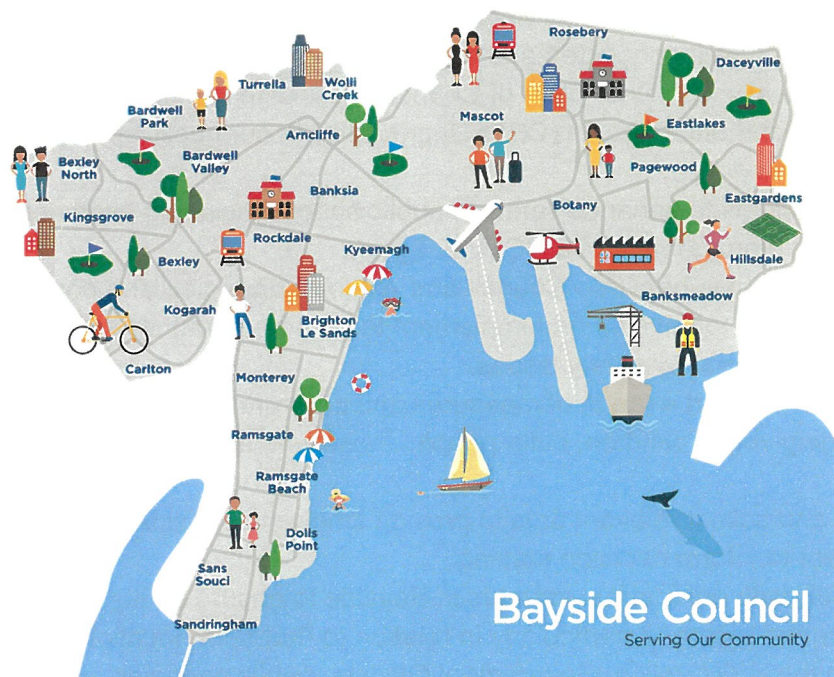 Rosebery
Daceyville
Turrella
Wolli
Creek
Bardwell
Park
Mascot
Eastlakes
Arncliffe
Bexley
North
Bardwell
Valley
Pagewood
Banksia
Eastgardens
Kingsgrove
Botany
Rockdale
Kyeemagh
Hillsdale
Bexley
Banksmeadow
Kogarah
Brighton
Le Sands
Carlton
Monterey
Ramsgate
Ramsgate
Beach
Dolls
Point
Sans
Souci
Sandringham
Bayside Council
Serving Our Community